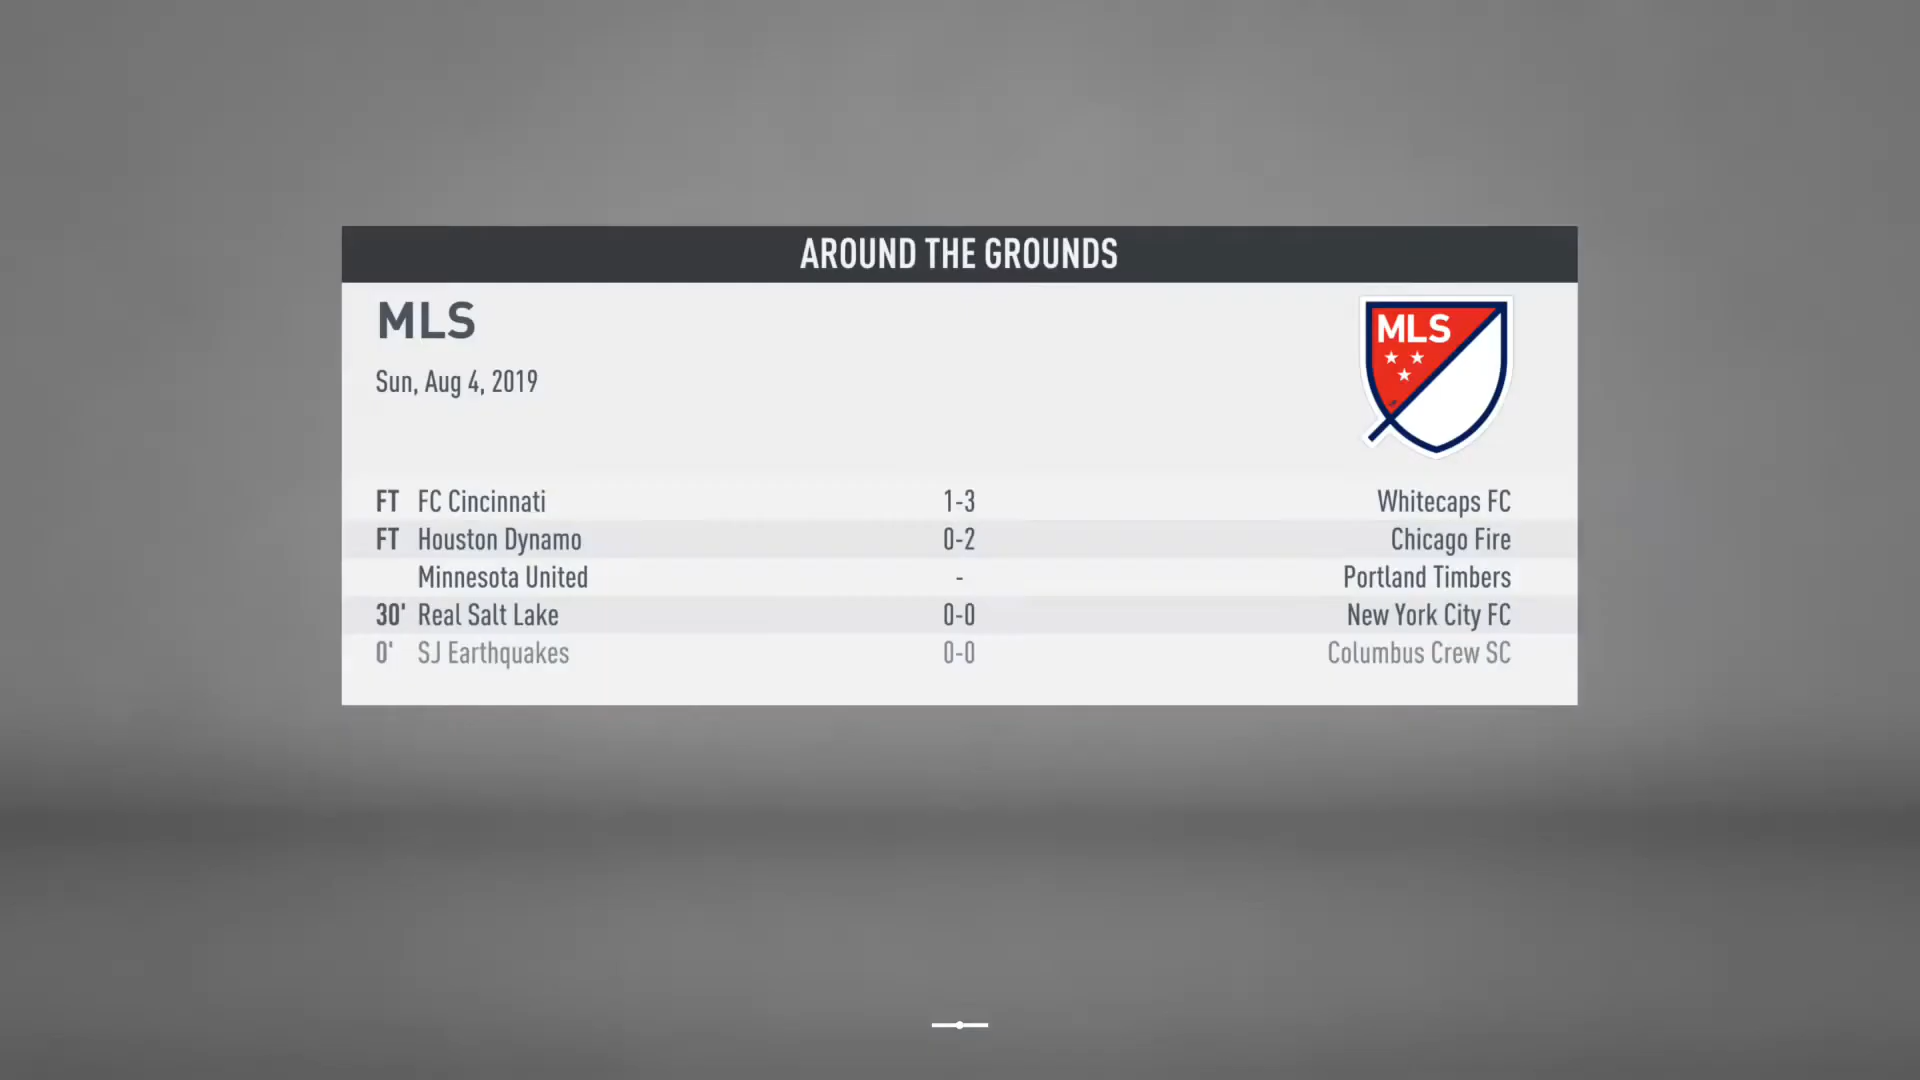 AROUND THE GROUNDS
MLS
MLS
Sun, Aug 4, 2019
FT FC Cincinnati 1-3 Whitecaps FC
FT Houston Dynamo 0-2 Chicago Fire
Minnesota United - Portland Timbers
30' Real Salt Lake 0-0 New York City FC
0' SJ Earthquakes 0-0 Columbus Crew SC